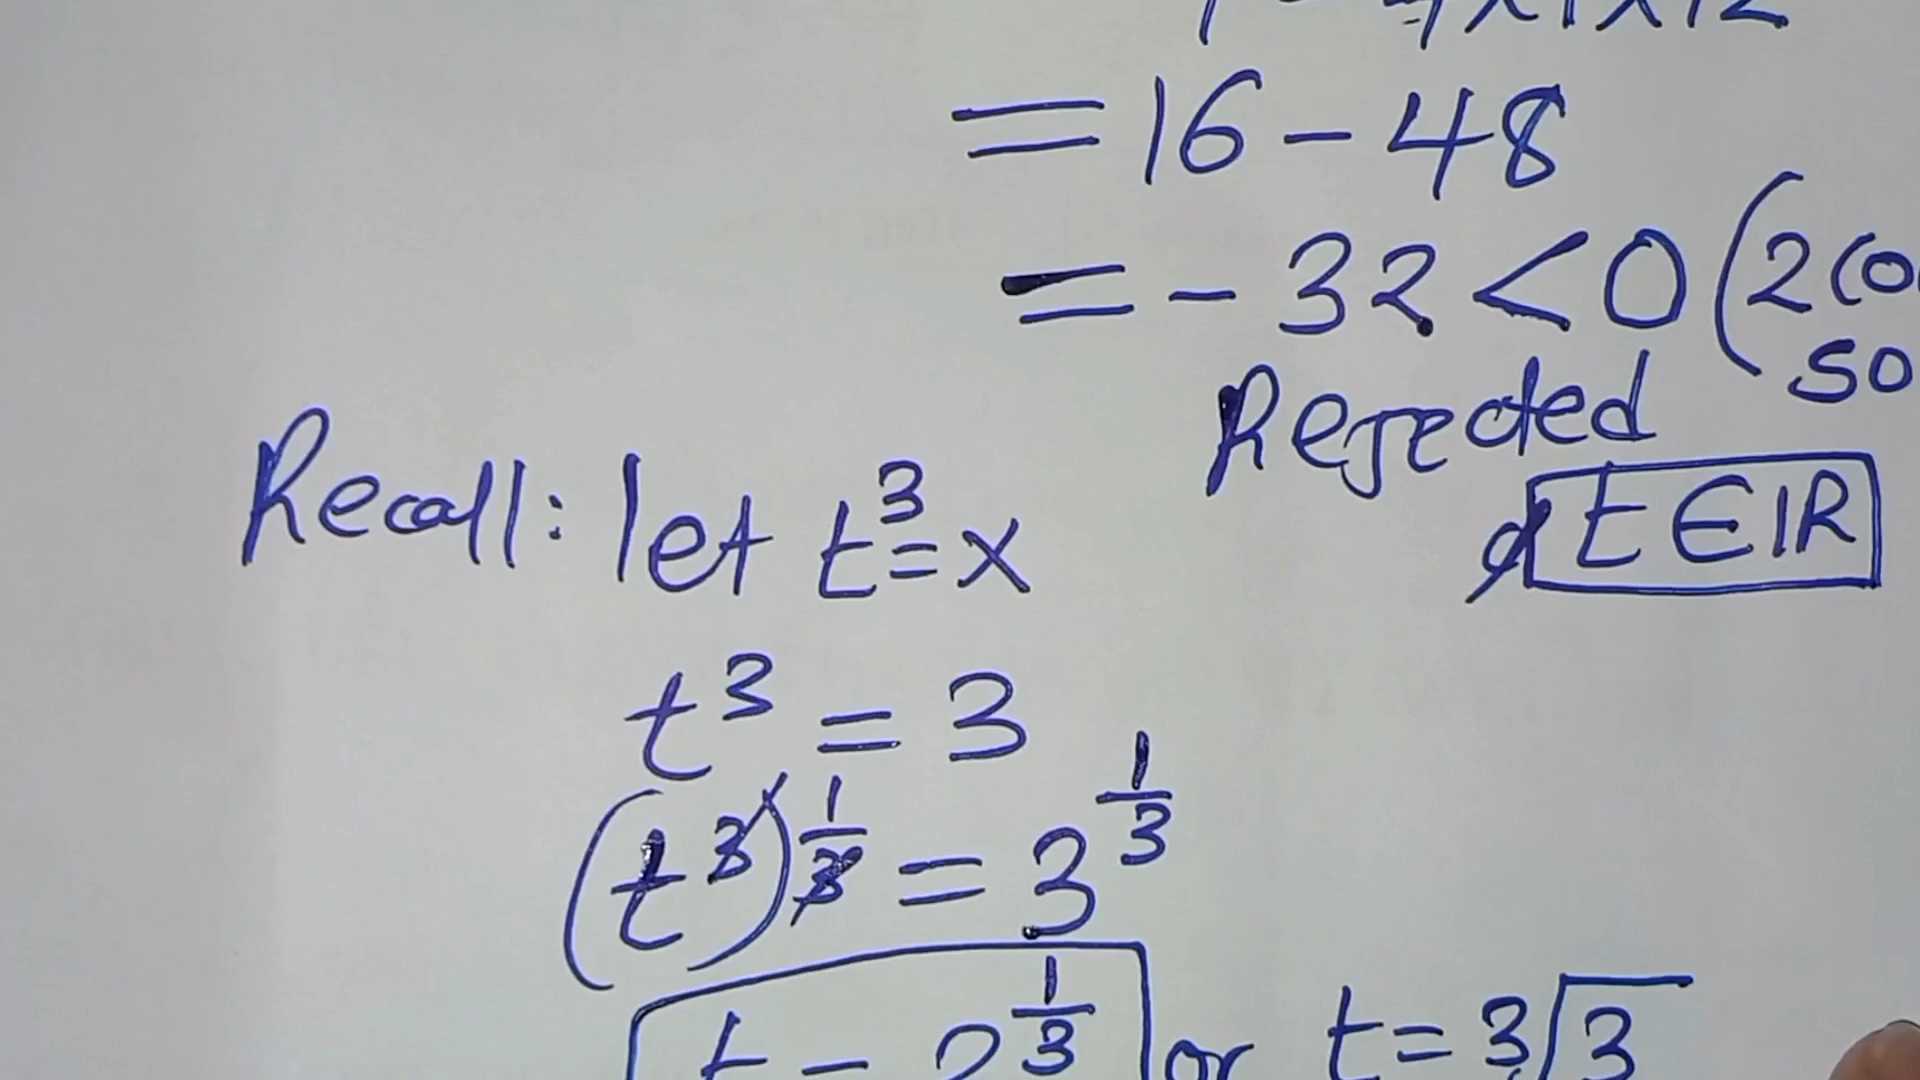 = 16 - 48
= - 32 < 0 (2
Rejected
t ∈ IR
Recall: let t³ = x
t³ = 3
(t³)^1/3 = 3^1/3
t = 3^1/3 or t = ³√3